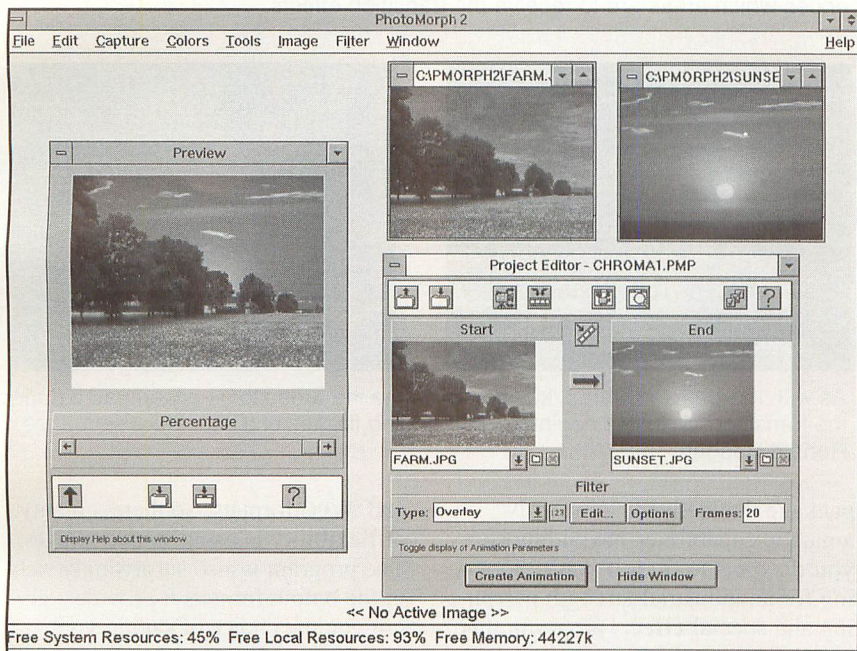 PhotoMorph 2
File Edit Capture Colors Tools Image Filter Window Help
C:\PMORPH2\FARM.
C:\PMORPH2\SUNSE
Preview
Project Editor - CHROMA1.PMP
Start End
Percentage
FARM.JPG SUNSET.JPG
Filter
Type: Overlay 123 Edit... Options Frames: 20
Display Help about this window
Toggle display of Animation Parameters
Create Animation Hide Window
<< No Active Image >>
Free System Resources: 45% Free Local Resources: 93% Free Memory: 44227k